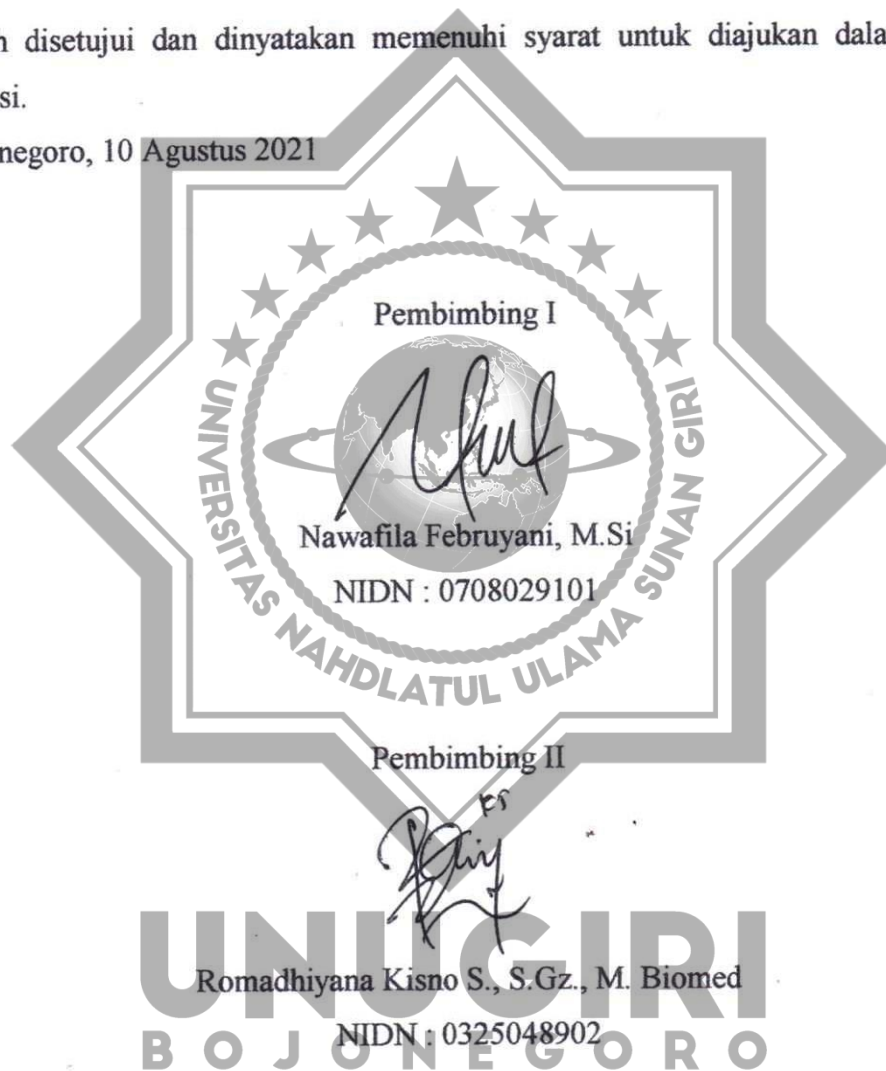 disetujui dan dinyatakan memenuhi syarat untuk diajukan
si.
negoro, 10 Agustus 2021
Pembimbing I
Nawafila Februyani, M.Si
NIDN : 0708029101
UNIVERSITAS NAHDLATUL ULAMA SUNAN GIRI
Pembimbing II
UNUGIRI
Romadhiyana Kisno S., S.Gz., M. Biomed
NIDN : 0325048902
BOJONEGORO